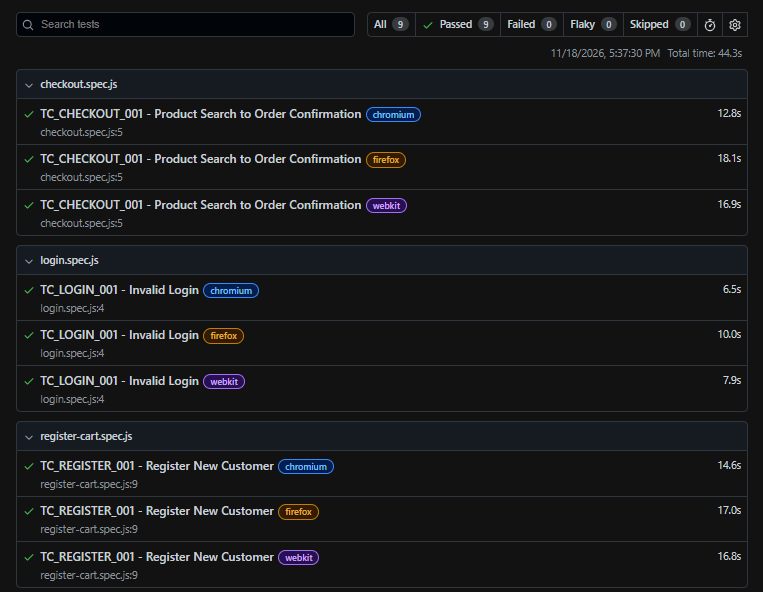 Search tests
All 9 Passed 9 Failed 0 Flaky 0 Skipped 0
11/18/2026, 5:37:30 PM Total time: 44.3s
checkout.spec.js
TC_CHECKOUT_001 - Product Search to Order Confirmation chromium 12.8s
checkout.spec.js:5
TC_CHECKOUT_001 - Product Search to Order Confirmation firefox 18.1s
checkout.spec.js:5
TC_CHECKOUT_001 - Product Search to Order Confirmation webkit 16.9s
checkout.spec.js:5
login.spec.js
TC_LOGIN_001 - Invalid Login chromium 6.5s
login.spec.js:4
TC_LOGIN_001 - Invalid Login firefox 10.0s
login.spec.js:4
TC_LOGIN_001 - Invalid Login webkit 7.9s
login.spec.js:4
register-cart.spec.js
TC_REGISTER_001 - Register New Customer chromium 14.6s
register-cart.spec.js:9
TC_REGISTER_001 - Register New Customer firefox 17.0s
register-cart.spec.js:9
TC_REGISTER_001 - Register New Customer webkit 16.8s
register-cart.spec.js:9